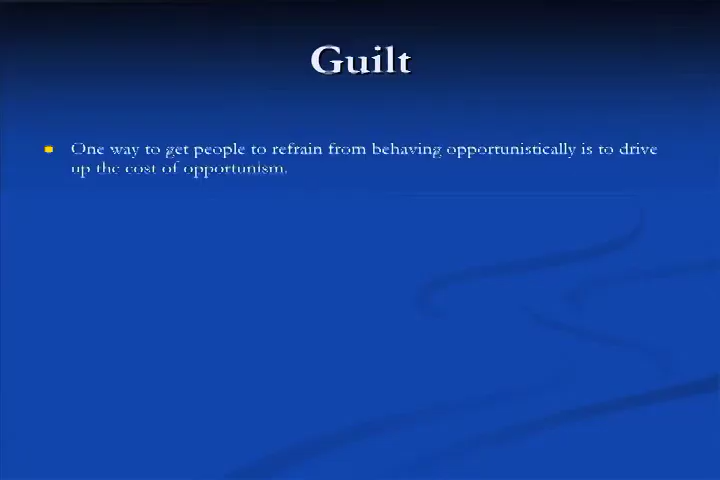 Guilt
One way to get people to refrain from behaving opportunistically is to drive
up the cost of opportunism.